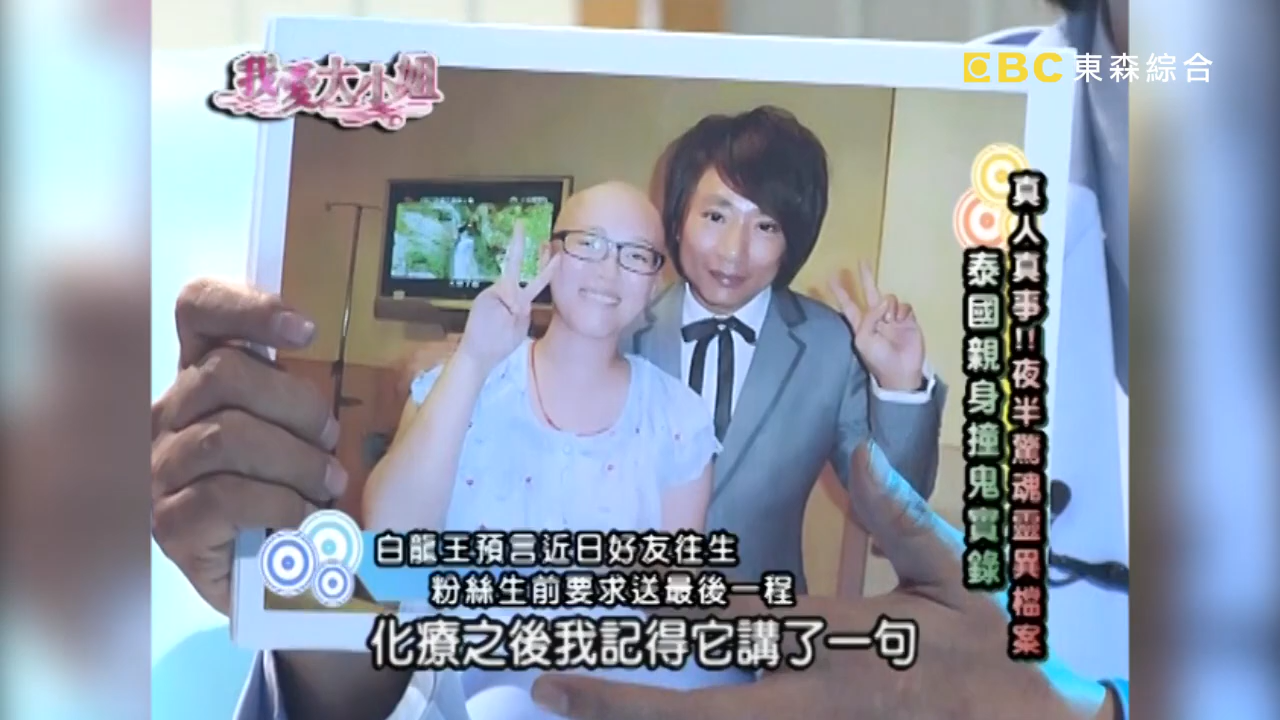 我愛大小姐
EBC 東森綜合
真人真事!!夜半驚魂靈異檔案
泰國親身撞鬼實錄
白龍王預言近日好友往生
粉絲生前要求送最後一程
化療之後我記得它講了一句